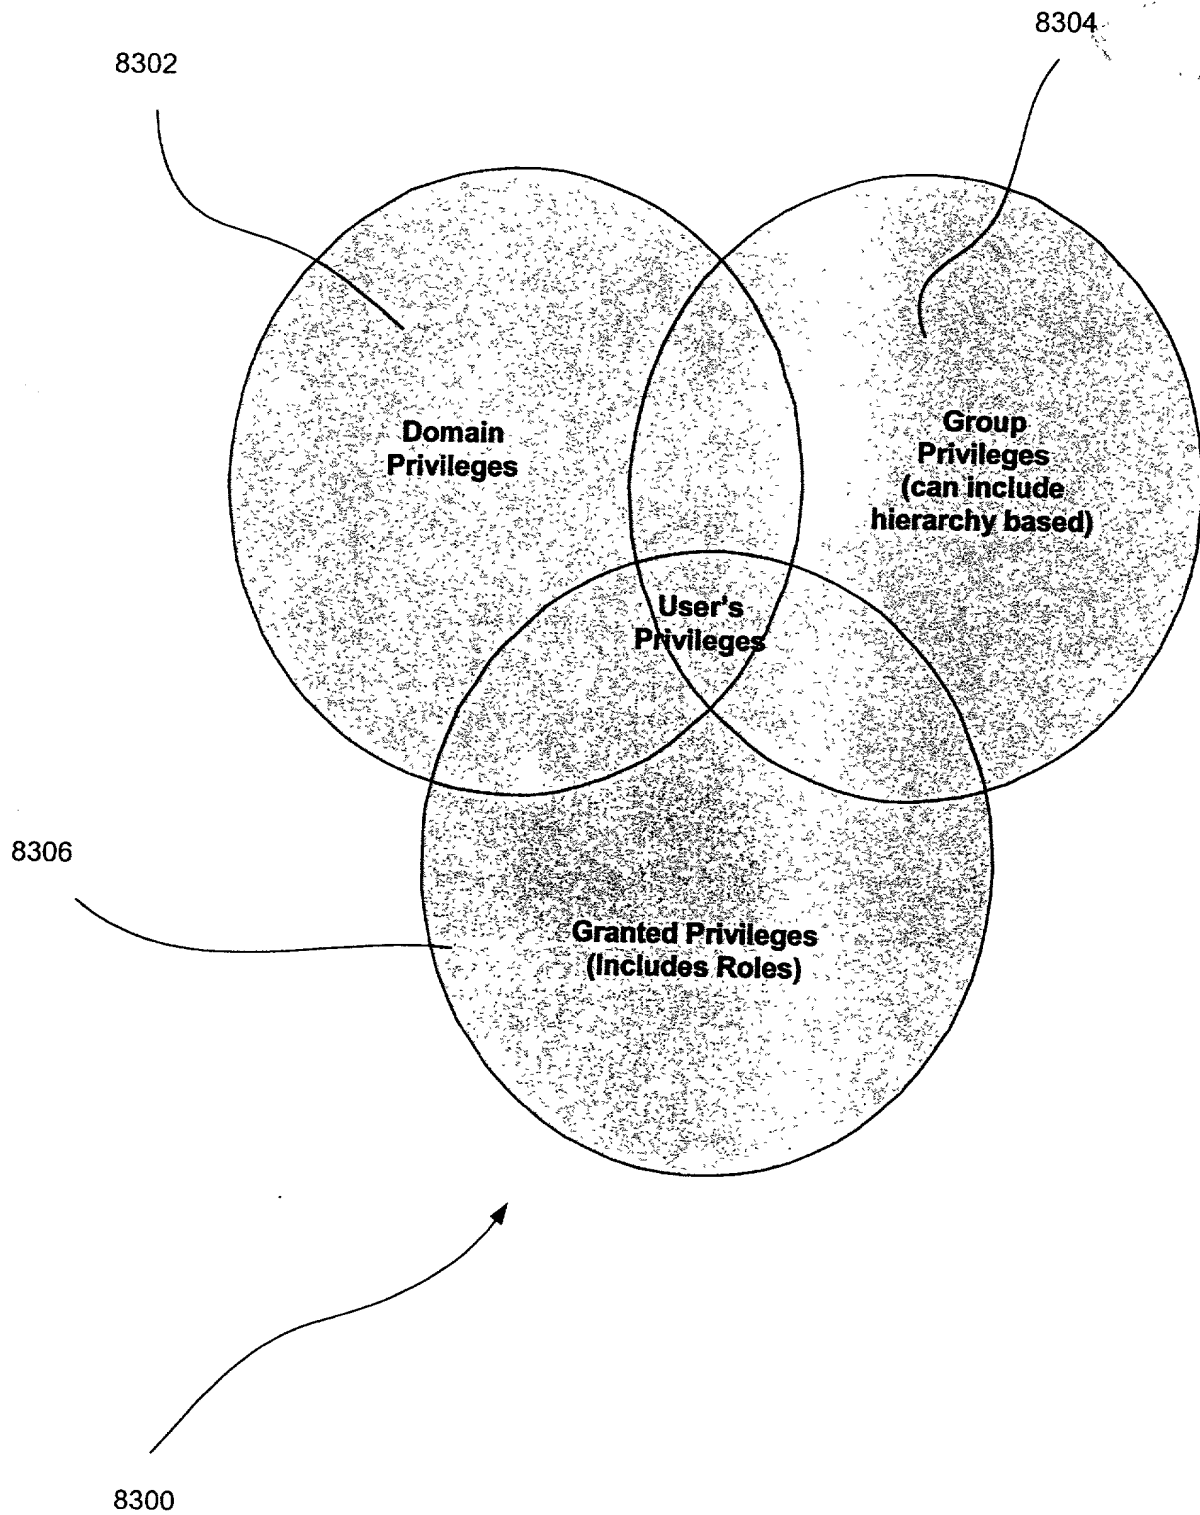 8304
8302
Domain
Privileges
Group
Privileges
(can include
hierarchy based)
User's
Privileges
8306
Granted Privileges
(Includes Roles)
8300